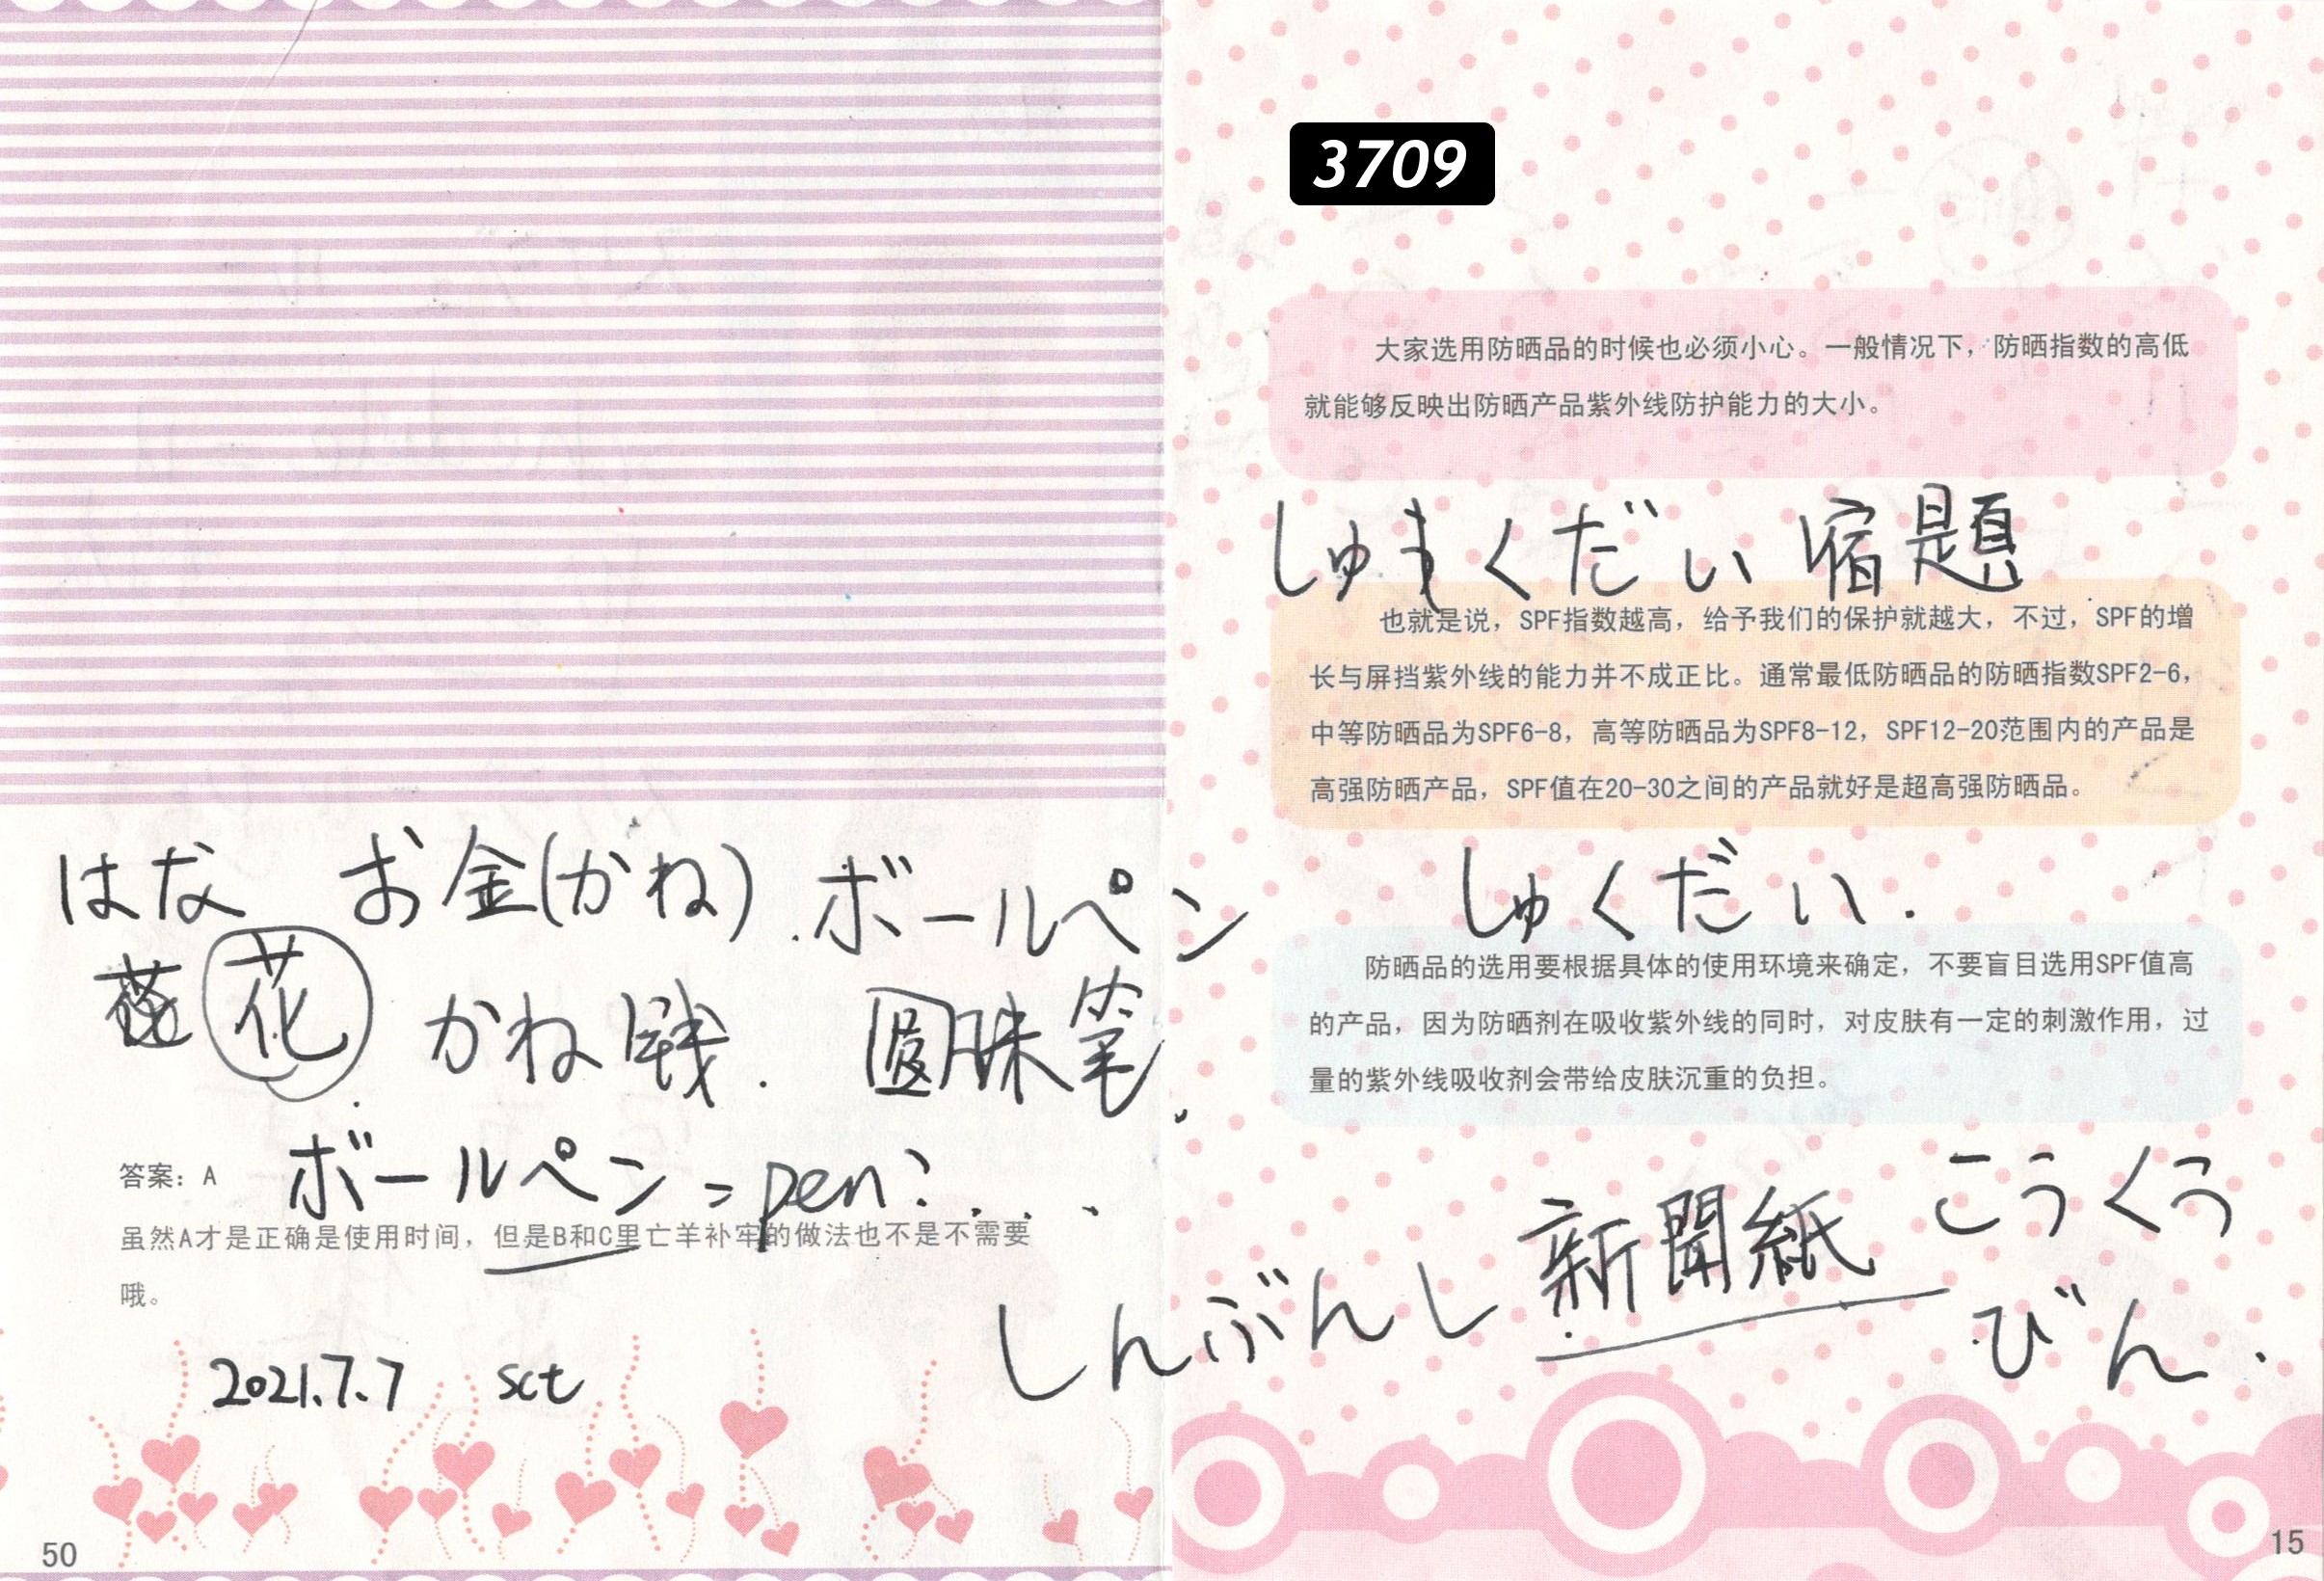 はな お金(かね).ボールペン
花 かね 銭. 圓珠筆.
答案：A ボールペン=pen?...
虽然A才是正确是使用时间，但是B和C里亡羊补牢的做法也不是不需要
哦。
2021.7.7 sct
50
3709
大家选用防晒品的时候也必须小心。一般情况下，防晒指数的高低
就能够反映出防晒产品紫外线防护能力的大小。
くだい 宿題
也就是说，SPF指数越高，给予我们的保护就越大，不过，SPF的增
长与屏挡紫外线的能力并不成正比。通常最低防晒品的防晒指数SPF2-6，
中等防晒品为SPF6-8，高等防晒品为SPF8-12，SPF12-20范围内的产品是
高强防晒产品，SPF值在20-30之间的产品就好是超高强防晒品。
しゅくだい.
防晒品的选用要根据具体的使用环境来确定，不要盲目选用SPF值高
的产品，因为防晒剂在吸收紫外线的同时，对皮肤有一定的刺激作用，过
量的紫外线吸收剂会带给皮肤沉重的负担。
しんぶんし 新聞紙
こうくう
びん.
15